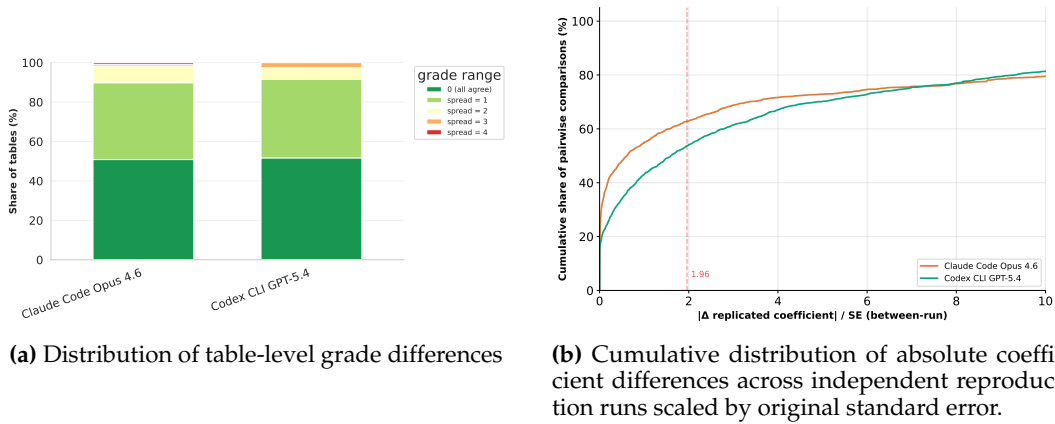 100
80
60
40
20
0
Share of tables (%)
Claude Code Opus 4.6
Codex CLI GPT-5.4
grade range
0 (all agree)
spread = 1
spread = 2
spread = 3
spread = 4
(a) Distribution of table-level grade differences
100
80
60
40
20
0
Cumulative share of pairwise comparisons (%)
1.96
Claude Code Opus 4.6
Codex CLI GPT-5.4
0 2 4 6 8 10
|Δ replicated coefficient| / SE (between-run)
(b) Cumulative distribution of absolute coeffi
cient differences across independent reproduc
tion runs scaled by original standard error.